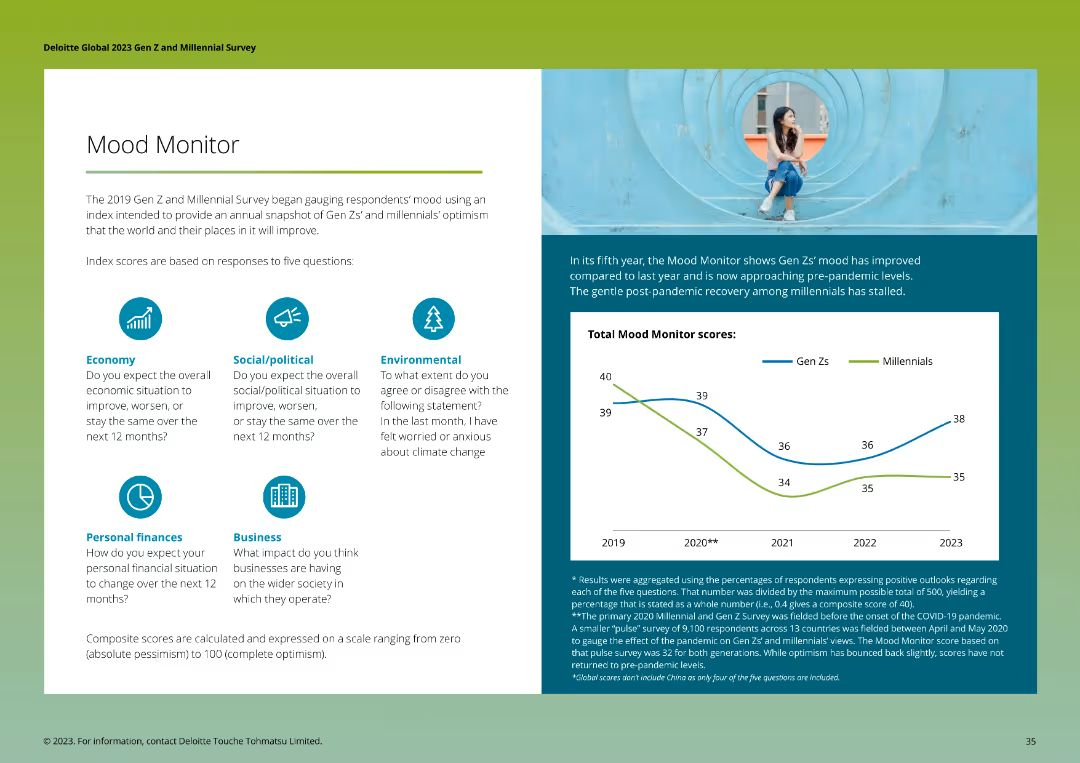 Deloitte Global 2023 Gen Z and Millennial Survey
Mood Monitor
The 2019 Gen Z and Millennial Survey began gauging respondents' mood using an
index intended to provide an annual snapshot of Gen Zs' and millennials' optimism
that the world and their places in it will improve.
Index scores are based on responses to five questions:
Economy
Do you expect the overall
economic situation to
improve, worsen, or
stay the same over the
next 12 months?
Social/political
Do you expect the overall
social/political situation to
improve, worsen,
or stay the same over the
next 12 months?
Environmental
To what extent do you
agree or disagree with the
following statement?
In the last month, I have
felt worried or anxious
about climate change
Personal finances
How do you expect your
personal financial situation
to change over the next 12
months?
Business
What impact do you think
businesses are having
on the wider society in
which they operate?
Composite scores are calculated and expressed on a scale ranging from zero
(absolute pessimism) to 100 (complete optimism).
In its fifth year, the Mood Monitor shows Gen Zs' mood has improved
compared to last year and is now approaching pre-pandemic levels.
The gentle post-pandemic recovery among millennials has stalled.
Total Mood Monitor scores:
Gen Zs Millennials
40
39
39
37
36
34
36
35
38
35
2019 2020** 2021 2022 2023
* Results were aggregated using the percentages of respondents expressing positive outlooks regarding
each of the five questions. That number was divided by the maximum possible total of 500, yielding a
percentage that is stated as a whole number (i.e., 0.4 gives a composite score of 40).
**The primary 2020 Millennial and Gen Z Survey was fielded before the onset of the COVID-19 pandemic.
A smaller "pulse" survey of 9,100 respondents across 13 countries was fielded between April and May 2020
to gauge the effect of the pandemic on Gen Zs' and millennials' views. The Mood Monitor score based on
that pulse survey was 32 for both generations. While optimism has bounced back slightly, scores have not
returned to pre-pandemic levels.
*Global scores don't include China as only four of the five questions are included.
© 2023. For information, contact Deloitte Touche Tohmatsu Limited.
35